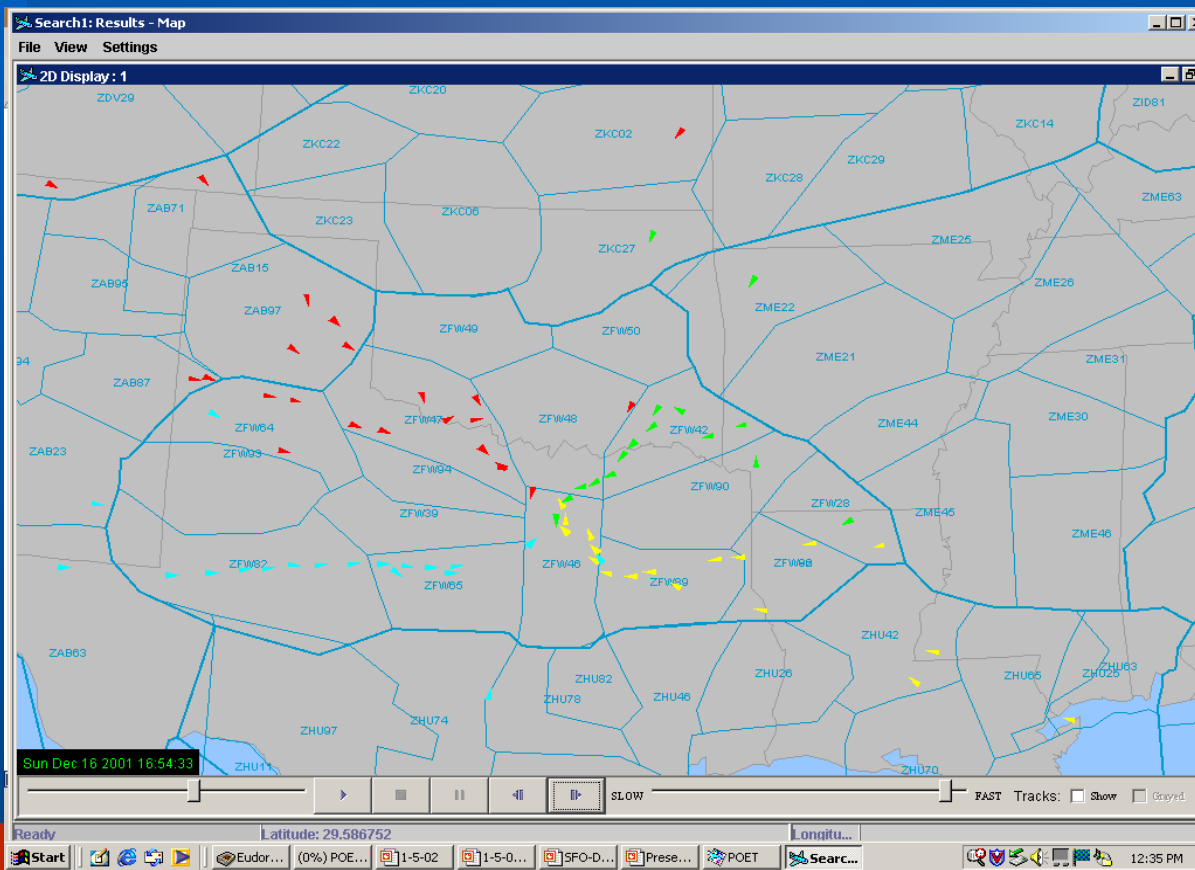 Search1: Results - Map
File View Settings
2D Display : 1
ZDV29
ZKC20
ZID81
ZKC14
ZKC02
ZKC22
ZKC29
ZKC28
ZME63
ZAB71
ZKC23
ZKC06
ZKC27
ZME25
ZAB15
ZAB95
ZME26
ZAB97
ZME22
ZFW49
ZFW50
94
ZME21
ZME31
ZAB87
ZFW47
ZFW48
ZME30
ZFW64
ZFW42
ZME44
ZAB23
ZFW93
ZFW94
ZFW90
ZFW28
ZFW39
ZME45
ZME46
ZFW82
ZFW46
ZFW65
ZFW89
ZHU42
ZAB63
ZHU63
ZHU82
ZHU26
ZHU65
ZHU25
ZHU78
ZHU46
ZHU74
ZHU97
Sun Dec 16 2001 16:54:33
ZHU11
ZHU70
SLOW
FAST Tracks: Show Grayed
Ready Latitude: 29.586752 Longitu...
Start Eudor... (0%) POE... 1-5-02 1-5-0... SFO-D... Prese... POET Searc... 12:35 PM